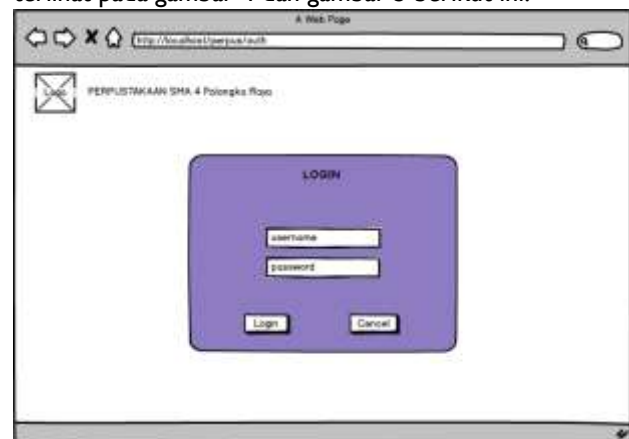 terlihat pada gambar 4 dan gambar 5 berikut ini.
A Web Page
http://localhost/perpus/auth
Logo
PERPUSTAKAAN SMA 4 Palangka Raya
LOGIN
username
password
Login
Cancel